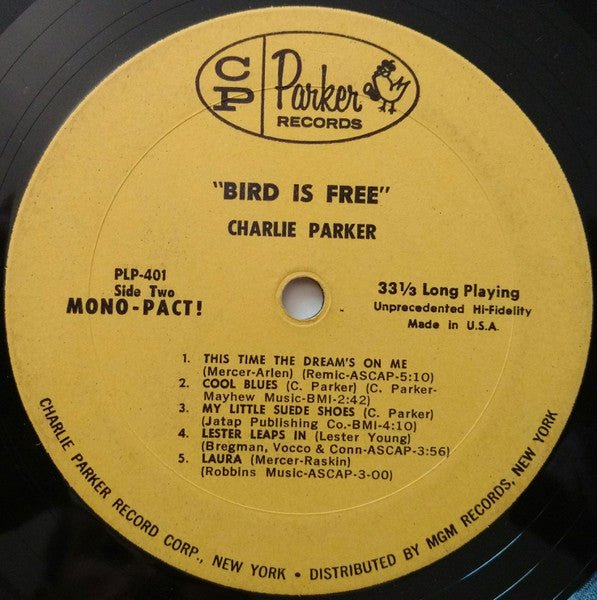 CP
Parker
RECORDS
"BIRD IS FREE"
CHARLIE PARKER
PLP-401
Side Two
MONO-PACT!
33⅓ Long Playing
Unprecedented Hi-Fidelity
Made in U.S.A.
1. THIS TIME THE DREAM'S ON ME
(Mercer-Arlen) (Remic-ASCAP-5:10)
2. COOL BLUES (C. Parker) (C. Parker-
Mayhew Music-BMI-2:42)
3. MY LITTLE SUEDE SHOES (C. Parker)
(Jatap Publishing Co.-BMI-4:10)
4. LESTER LEAPS IN (Lester Young)
(Bregman, Vocco & Conn-ASCAP-3:56)
5. LAURA (Mercer-Raskin)
(Robbins Music-ASCAP-3-00)
CHARLIE PARKER RECORD CORP., NEW YORK • DISTRIBUTED BY MGM RECORDS, NEW YORK